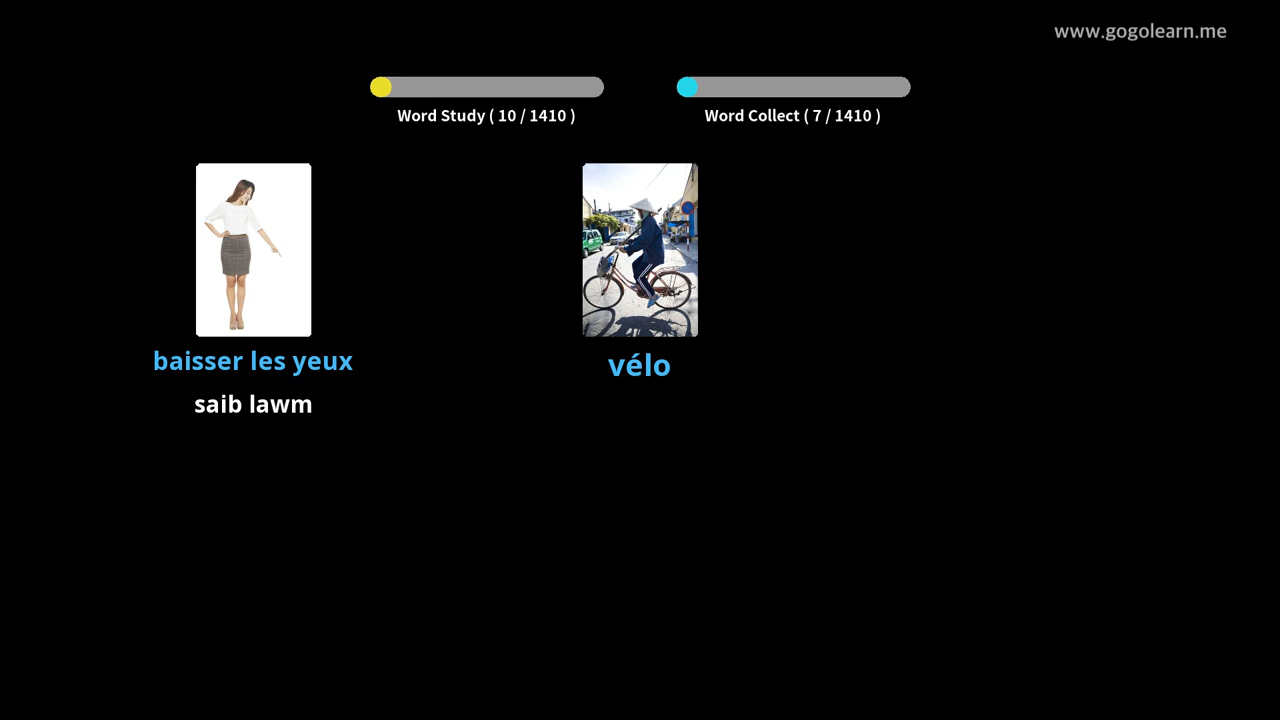 www.gogolearn.me
Word Study ( 10 / 1410 )
Word Collect ( 7 / 1410 )
baisser les yeux
saib lawm
vélo